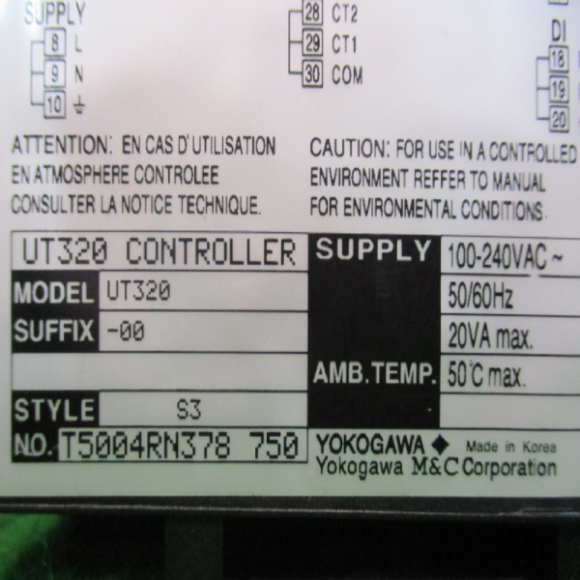 SUPPLY
8 L
9 N
10
28 CT2
29 CT1
30 COM
DI
18
19
20
ATTENTION: EN CAS D'UTILISATION
EN ATMOSPHERE CONTROLEE
CONSULTER LA NOTICE TECHNIQUE.
CAUTION: FOR USE IN A CONTROLLED
ENVIRONMENT REFFER TO MANUAL
FOR ENVIRONMENTAL CONDITIONS.
UT320 CONTROLLER
MODEL UT320
SUFFIX -00
STYLE S3
NO. T5004RN378 750
SUPPLY 100-240VAC ~
50/60Hz
20VA max.
AMB.TEMP. 50°C max.
YOKOGAWA ◆ Made in Korea
Yokogawa M&C Corporation